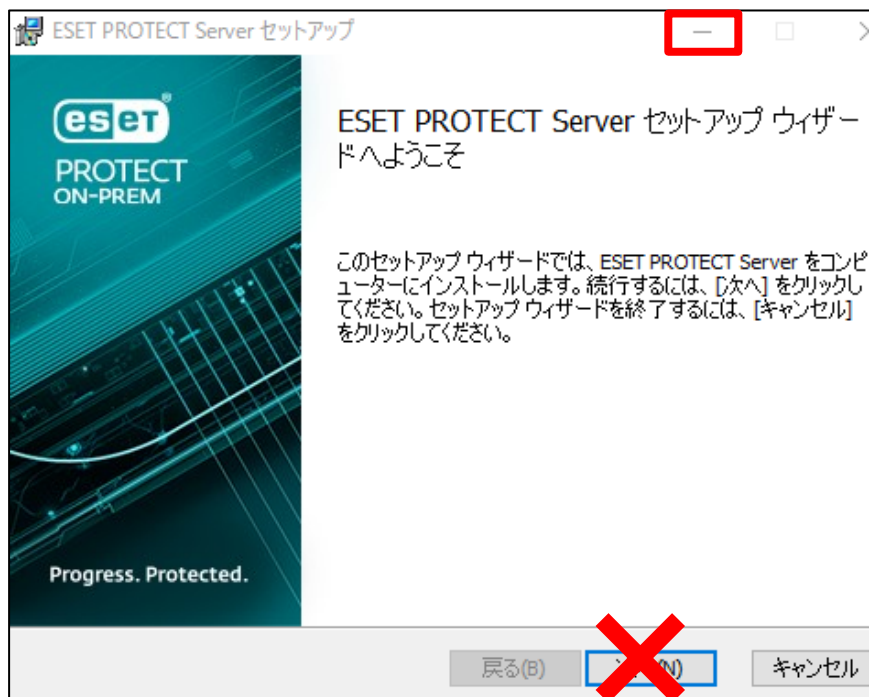 ESET PROTECT Server セットアップ
eset®
PROTECT
ON-PREM
ESET PROTECT Server セットアップ ウィザー
ドへようこそ
このセットアップ ウィザードでは、ESET PROTECT Server をコンピ
ューターにインストールします。続行するには、[次へ] をクリックし
てください。セットアップ ウィザードを終了するには、[キャンセル]
をクリックしてください。
Progress. Protected.
戻る(B)
(N)
キャンセル